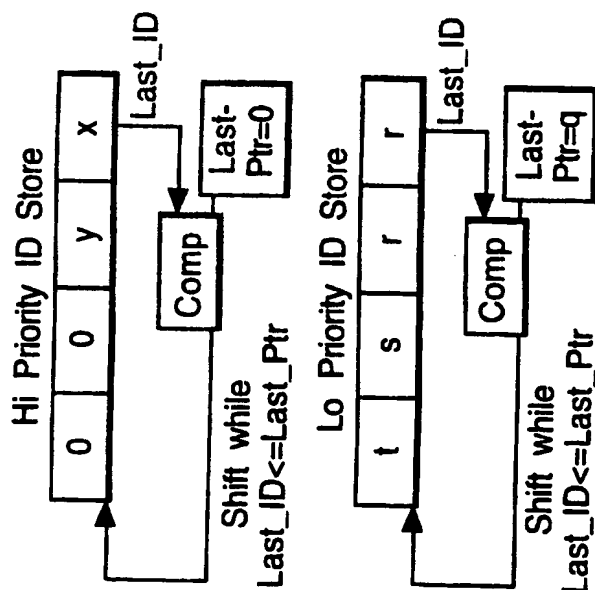 Hi Priority ID Store
0 0 y x
Last_ID
Comp
Last-
Ptr=0
Shift while
Last_ID<=Last_Ptr
Lo Priority ID Store
t s r r
Last_ID
Comp
Last-
Ptr=q
Shift while
Last_ID<=Last_Ptr